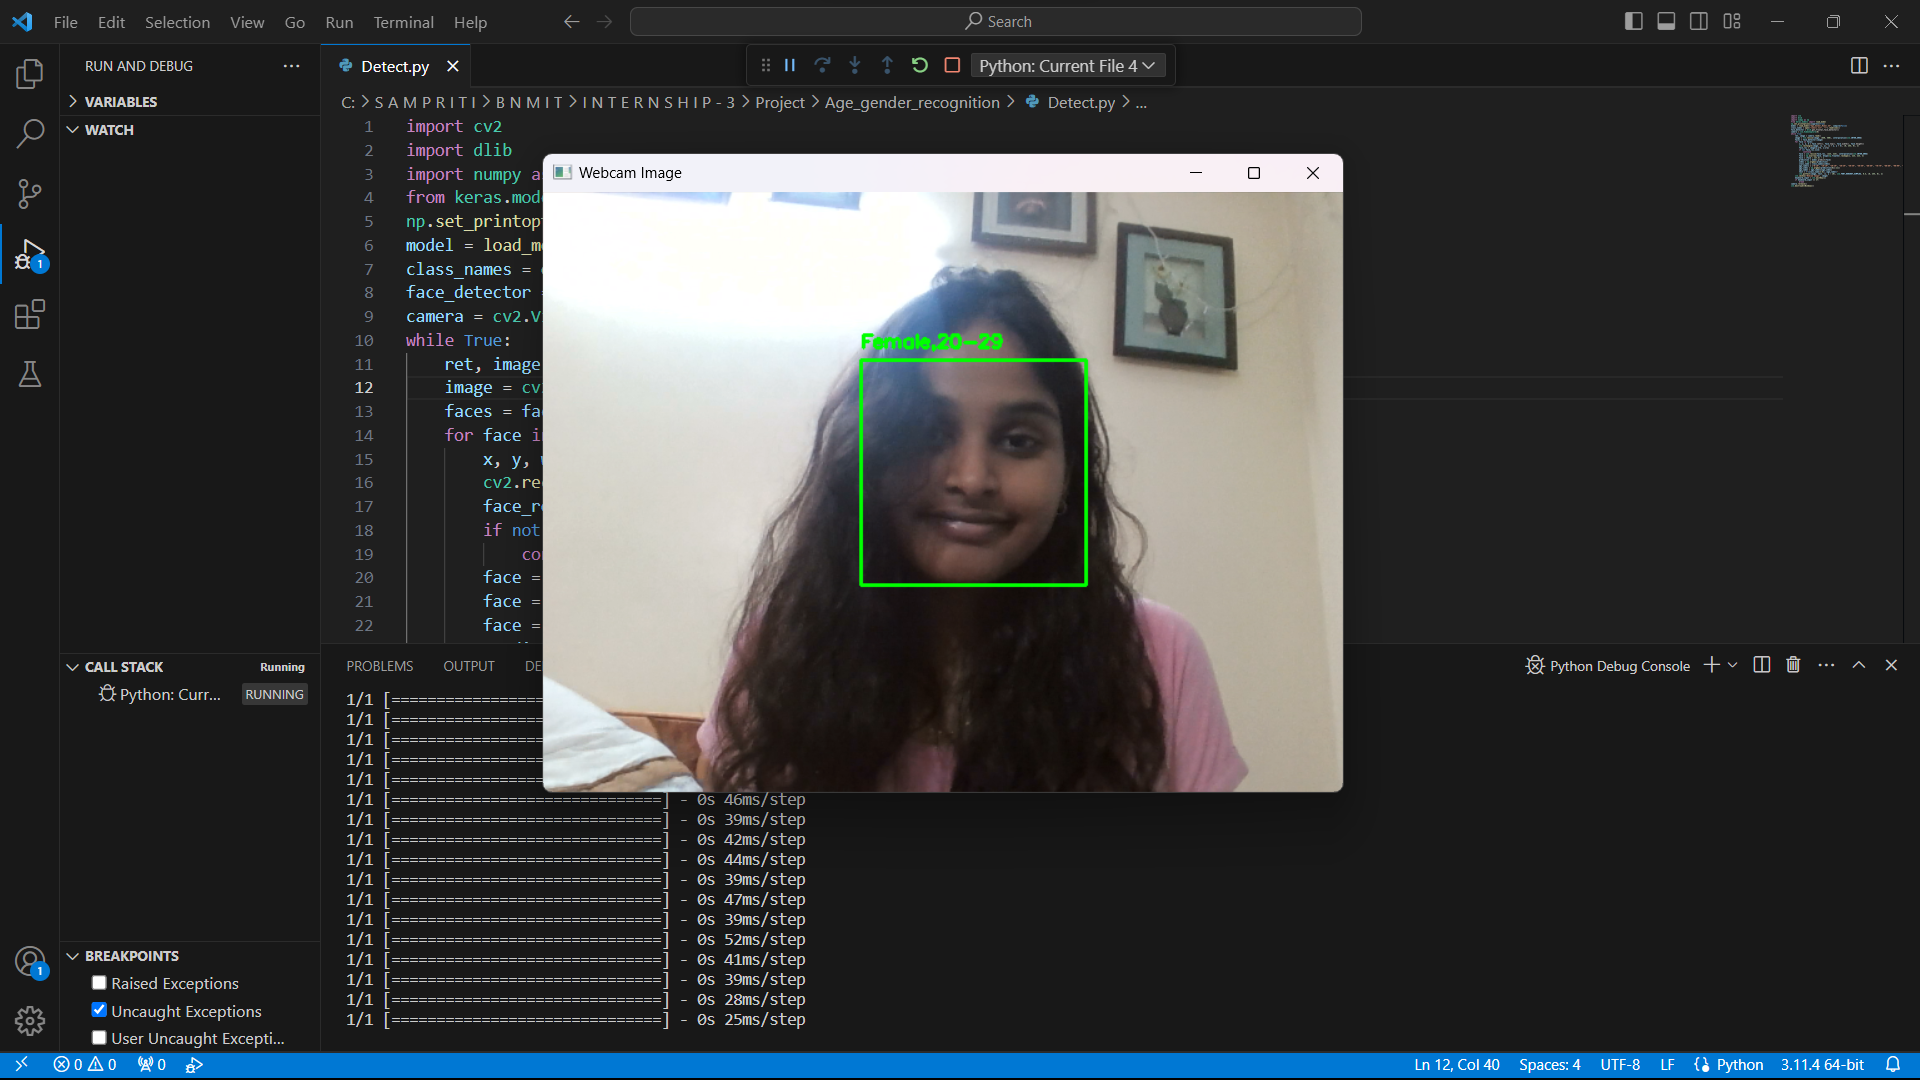 File Edit Selection View Go Run Terminal Help
Search
RUN AND DEBUG
Detect.py
Python: Current File 4
VARIABLES
WATCH
C: > S A M P R I T I > B N M I T > I N T E R N S H I P - 3 > Project > Age_gender_recognition > Detect.py > ...
1 import cv2
2 import dlib
3 import numpy a
4 from keras.mod
5 np.set_printop
6 model = load_m
7 class_names =
8 face_detector
9 camera = cv2.V
10 while True:
11 ret, image
12 image = cv
13 faces = fa
14 for face i
15 x, y,
16 cv2.re
17 face_r
18 if not
19 co
20 face =
21 face =
22 face =
Webcam Image
Female,20-29
CALL STACK Running
Python: Curr... RUNNING
PROBLEMS OUTPUT DE
Python Debug Console
1/1 [======================
1/1 [======================
1/1 [======================
1/1 [======================
1/1 [======================
1/1 [==============================] - 0s 46ms/step
1/1 [==============================] - 0s 39ms/step
1/1 [==============================] - 0s 42ms/step
1/1 [==============================] - 0s 44ms/step
1/1 [==============================] - 0s 39ms/step
1/1 [==============================] - 0s 47ms/step
1/1 [==============================] - 0s 39ms/step
1/1 [==============================] - 0s 52ms/step
1/1 [==============================] - 0s 41ms/step
1/1 [==============================] - 0s 39ms/step
1/1 [==============================] - 0s 28ms/step
1/1 [==============================] - 0s 25ms/step
1
1
BREAKPOINTS
Raised Exceptions
Uncaught Exceptions
User Uncaught Excepti...
0 0 0
Ln 12, Col 40 Spaces: 4 UTF-8 LF Python 3.11.4 64-bit